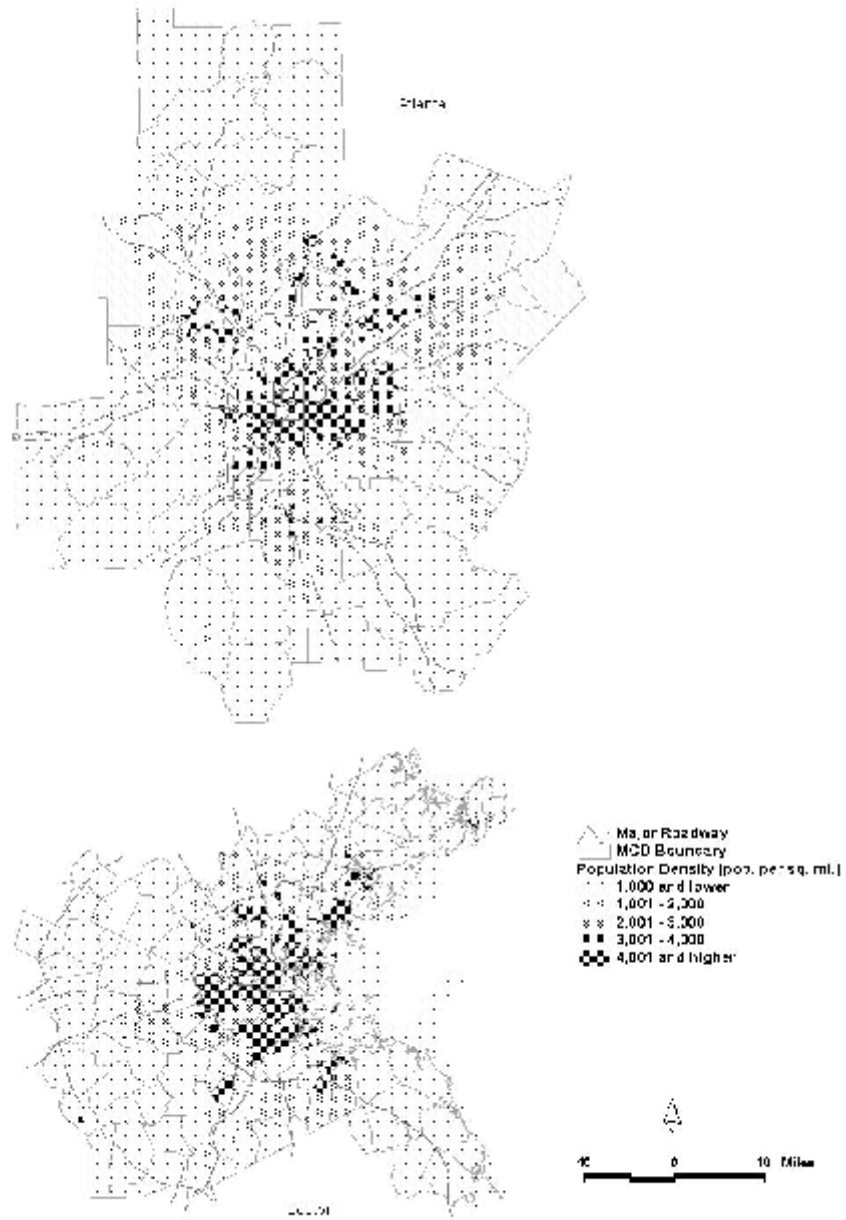 Atlanta
Major Roadway
MCD Boundary
Population Density (pop. per sq. mi.)
1,000 and lower
1,001 - 2,000
2,001 - 3,000
3,001 - 4,000
4,001 and higher
10 0 10 Miles